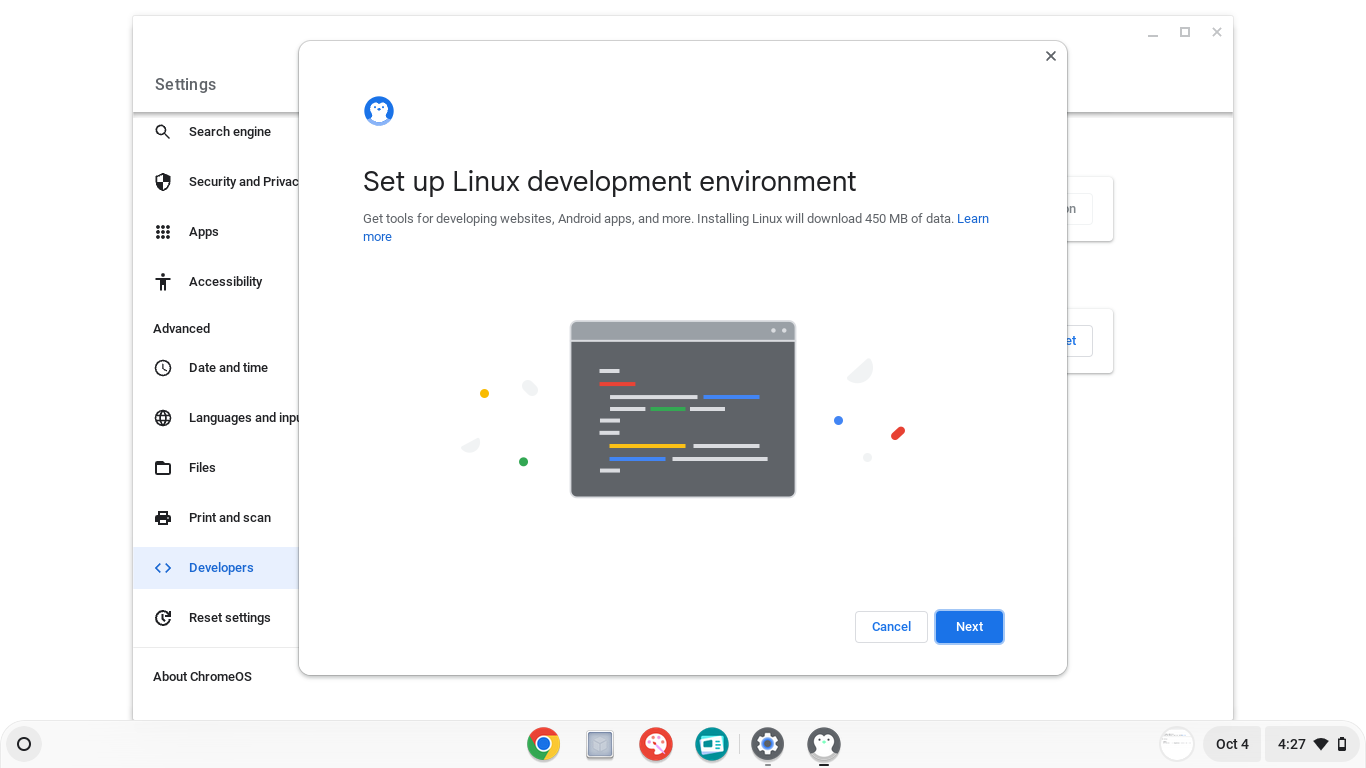 Settings
Search engine
Security and Privac
Apps
Accessibility
Advanced
Date and time
Languages and inpu
Files
Print and scan
Developers
Reset settings
About ChromeOS
Set up Linux development environment
Get tools for developing websites, Android apps, and more. Installing Linux will download 450 MB of data. Learn
more
on
et
Cancel
Next
Oct 4
4:27